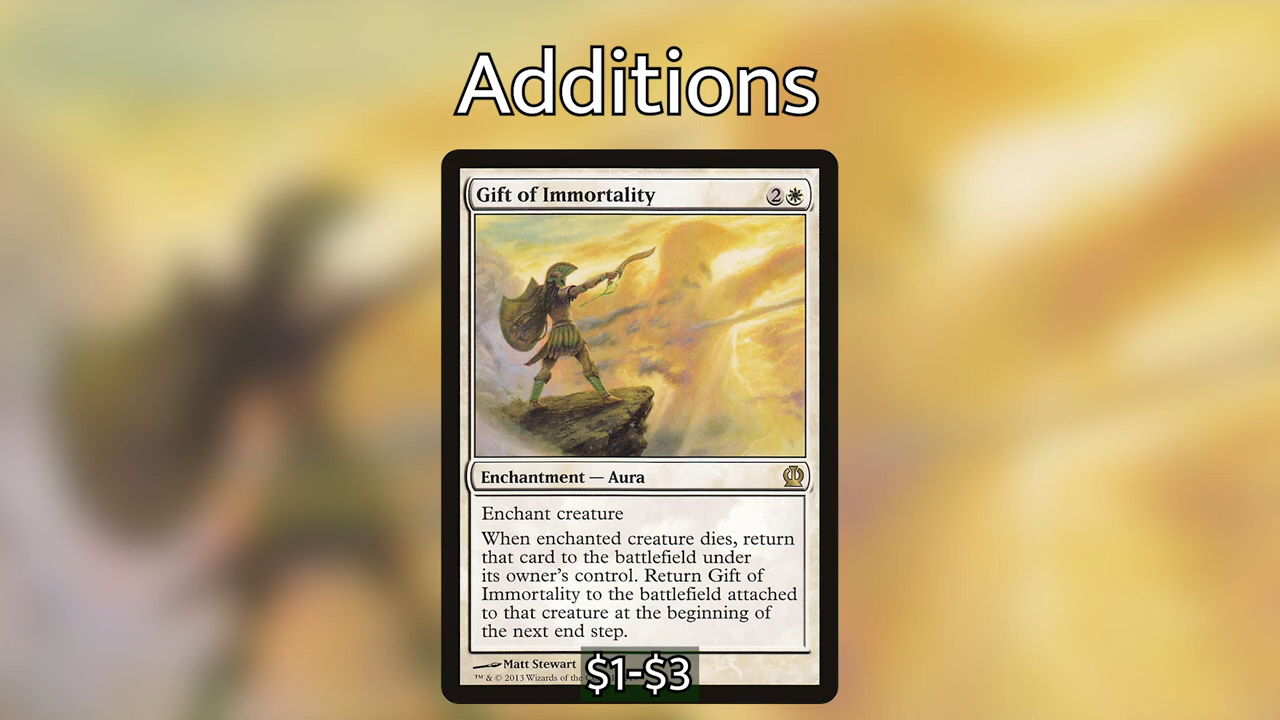 Additions
Gift of Immortality 2
Enchantment — Aura
Enchant creature
When enchanted creature dies, return
that card to the battlefield under
its owner's control. Return Gift of
Immortality to the battlefield attached
to that creature at the beginning of
the next end step.
Matt Stewart
™ & © 2013 Wizards of the
$1-$3